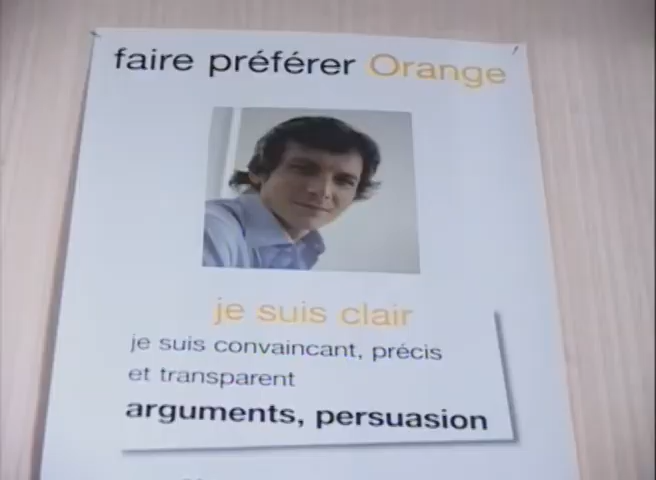 faire préférer Orange
je suis clair
je suis convaincant, précis
et transparent
arguments, persuasion